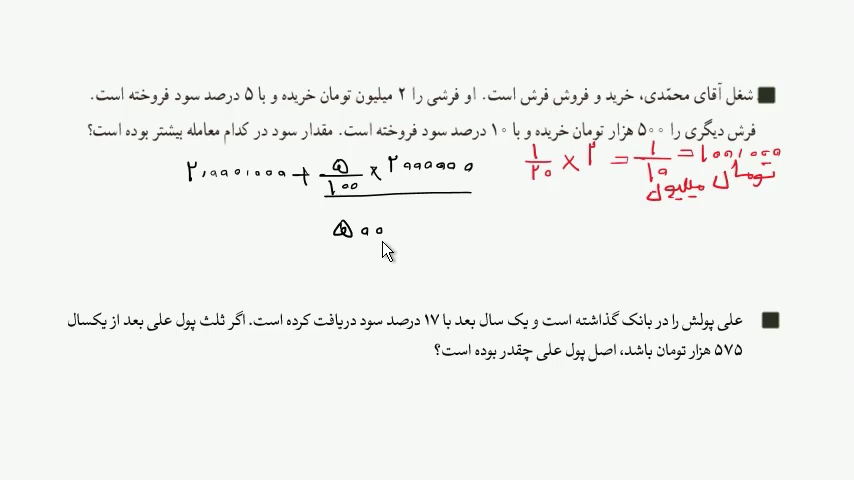 شغل آقای محمّدی، خرید و فروش فرش است. او فرشی را ۲ میلیون تومان خریده و با ۵ درصد سود فروخته است.
فرش دیگری را ۵۰۰ هزار تومان خریده و با ۱۰ درصد سود فروخته است. مقدار سود در کدام معامله بیشتر بوده است؟
۲,۰۰۰,۰۰۰ + ۵/۱۰۰ × ۲۰۰۰۰۰۰
۱/۲۰ × ۲ = ۱/۱۰ = ۱۰۰,۰۰۰
میلیون تومان
۵۰۰
علی پولش را در بانک گذاشته است و یک سال بعد با ۱۷ درصد سود دریافت کرده است. اگر ثلث پول علی بعد از یکسال
۵۷۵ هزار تومان باشد، اصل پول علی چقدر بوده است؟